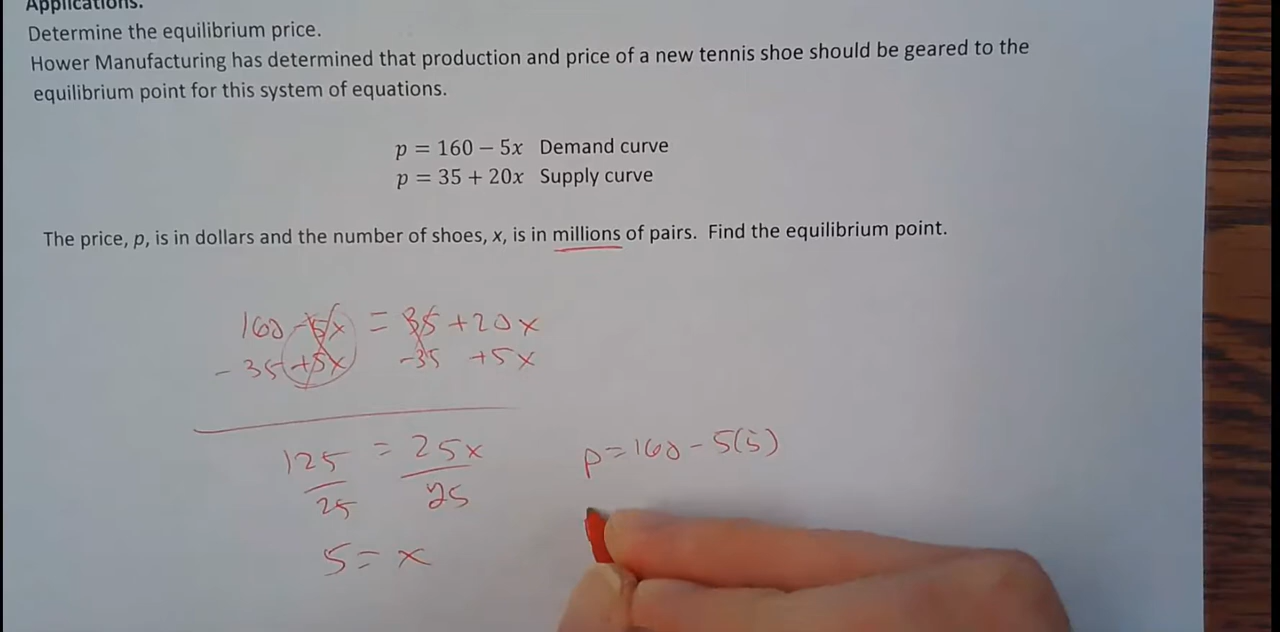 Applications.
Determine the equilibrium price.
Hower Manufacturing has determined that production and price of a new tennis shoe should be geared to the
equilibrium point for this system of equations.
p = 160 – 5x Demand curve
p = 35 + 20x Supply curve
The price, p, is in dollars and the number of shoes, x, is in millions of pairs. Find the equilibrium point.
160 - 5x = 35 + 20x
- 35 + 5x - 35 + 5x
125 = 25x p = 160 - 5(5)
25 25
5 = x